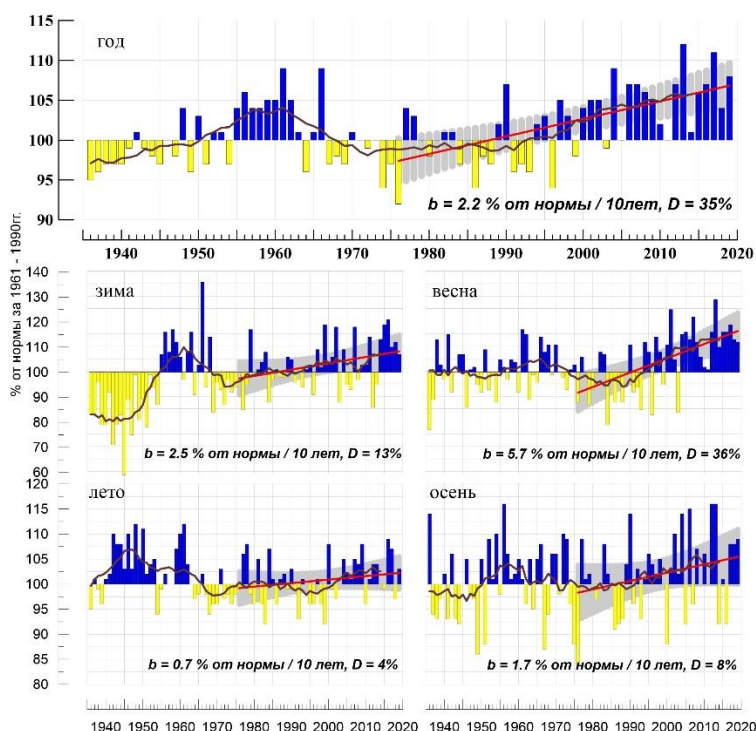 год
115
110
105
100
95
90
b = 2.2 % от нормы / 10лет, D = 35%
1940 1950 1960 1970 1980 1990 2000 2010 2020
% от нормы за 1961 - 1990гг.
зима
140
130
120
110
100
90
80
70
60
b = 2.5 % от нормы / 10 лет, D = 13%
весна
b = 5.7 % от нормы / 10 лет, D = 36%
лето
120
115
110
105
100
95
90
85
80
75
b = 0.7 % от нормы / 10 лет, D = 4%
осень
b = 1.7 % от нормы / 10 лет, D = 8%
1940 1950 1960 1970 1980 1990 2000 2010 2020
1940 1950 1960 1970 1980 1990 2000 2010 2020